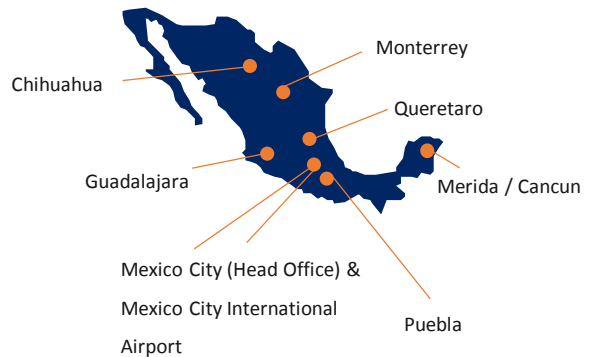 Monterrey
Chihuahua
Queretaro
Guadalajara
Merida / Cancun
Mexico City (Head Office) &
Mexico City International
Airport
Puebla